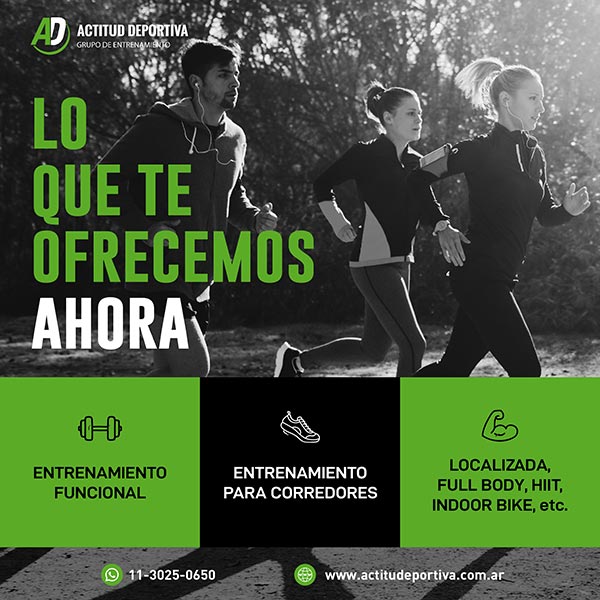 AD
ACTITUD DEPORTIVA
GRUPO DE ENTRENAMIENTO
LO
QUE TE
OFRECEMOS
AHORA
ENTRENAMIENTO
FUNCIONAL
ENTRENAMIENTO
PARA CORREDORES
LOCALIZADA,
FULL BODY, HIIT,
INDOOR BIKE, etc.
11-3025-0650
www.actitudeportiva.com.ar